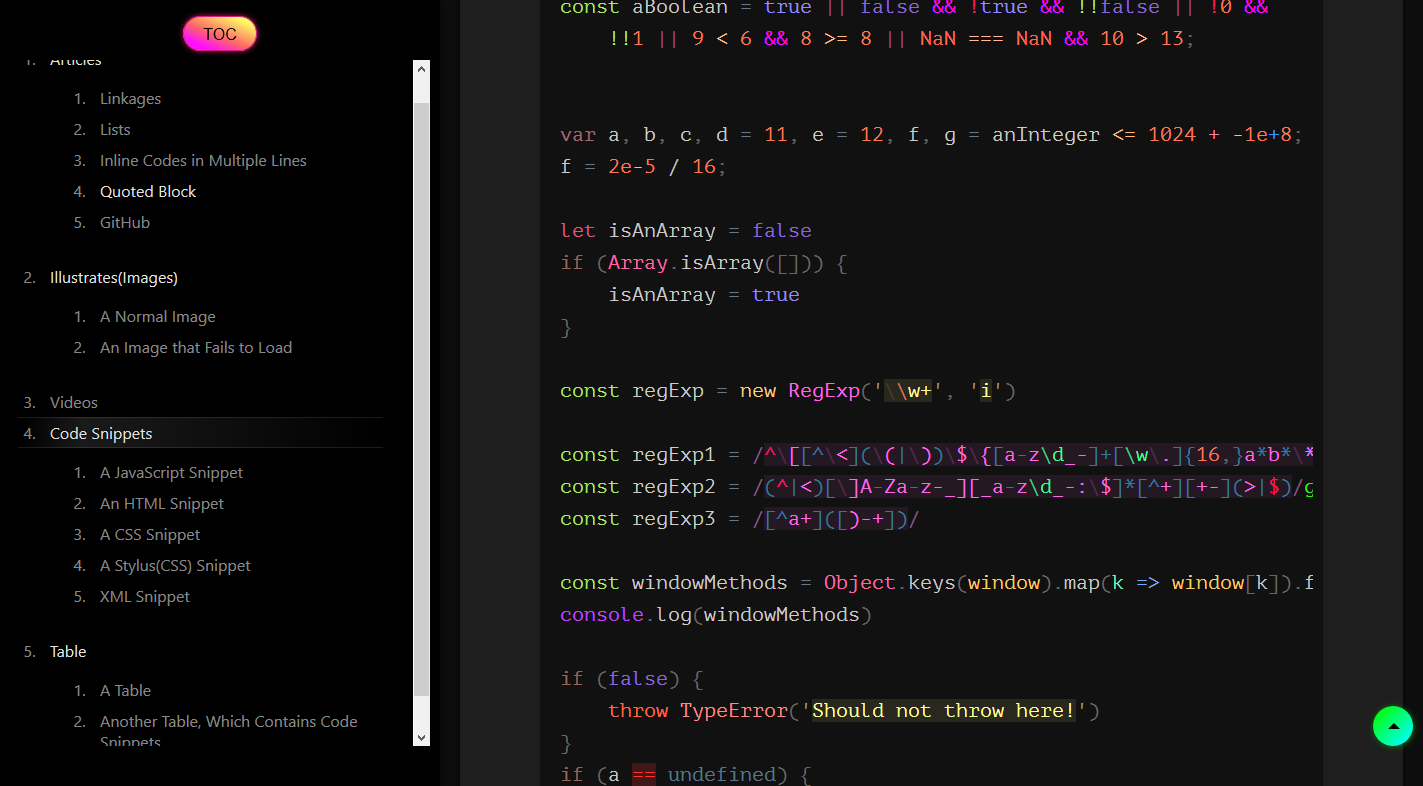 TOC
1. Articles
1. Linkages
2. Lists
3. Inline Codes in Multiple Lines
4. Quoted Block
5. GitHub
2. Illustrates(Images)
1. A Normal Image
2. An Image that Fails to Load
3. Videos
4. Code Snippets
1. A JavaScript Snippet
2. An HTML Snippet
3. A CSS Snippet
4. A Stylus(CSS) Snippet
5. XML Snippet
5. Table
1. A Table
2. Another Table, Which Contains Code
Snippets
const aBoolean = true || false && !true && !!false || !0 &&
    !!1 || 9 < 6 && 8 >= 8 || NaN === NaN && 10 > 13;
var a, b, c, d = 11, e = 12, f, g = anInteger <= 1024 + -1e+8;
f = 2e-5 / 16;
let isAnArray = false
if (Array.isArray([])) {
    isAnArray = true
}
const regExp = new RegExp('\\w+', 'i')
const regExp1 = /^\[[^\<](\(|\))\$\{[a-z\d_-]+[\w\.]{16,}a*b*\*
const regExp2 = /(^|<)[\]A-Za-z-_][_a-z\d_-:\$]*[^+][+-](>|$)/g
const regExp3 = /[^a+]([)-+])/
const windowMethods = Object.keys(window).map(k => window[k]).f
console.log(windowMethods)
if (false) {
    throw TypeError('Should not throw here!')
}
if (a == undefined) {